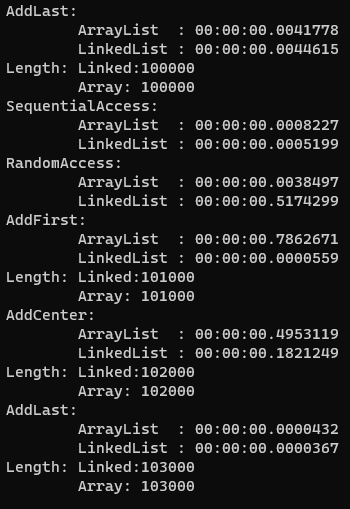 AddLast:
        ArrayList  : 00:00:00.0041778
        LinkedList : 00:00:00.0044615
Length: Linked:100000
        Array: 100000
SequentialAccess:
        ArrayList  : 00:00:00.0008227
        LinkedList : 00:00:00.0005199
RandomAccess:
        ArrayList  : 00:00:00.0038497
        LinkedList : 00:00:00.5174299
AddFirst:
        ArrayList  : 00:00:00.7862671
        LinkedList : 00:00:00.0000559
Length: Linked:101000
        Array: 101000
AddCenter:
        ArrayList  : 00:00:00.4953119
        LinkedList : 00:00:00.1821249
Length: Linked:102000
        Array: 102000
AddLast:
        ArrayList  : 00:00:00.0000432
        LinkedList : 00:00:00.0000367
Length: Linked:103000
        Array: 103000